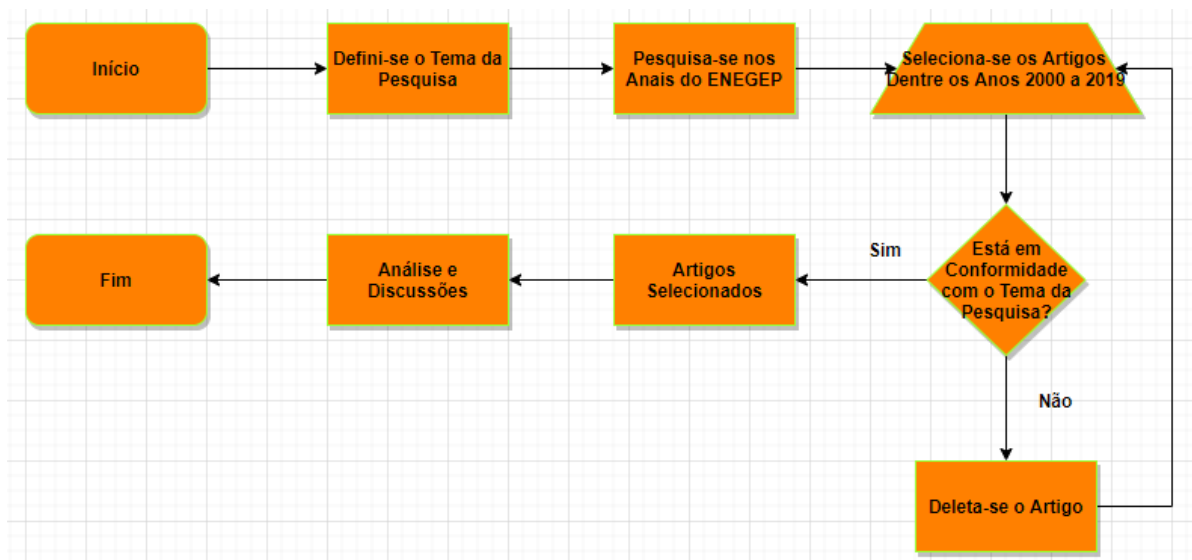 Início
Defini-se o Tema da
Pesquisa
Pesquisa-se nos
Anais do ENEGEP
Seleciona-se os Artigos
Dentre os Anos 2000 a 2019
Está em
Conformidade
com o Tema da
Pesquisa?
Sim
Artigos
Selecionados
Análise e
Discussões
Fim
Não
Deleta-se o Artigo